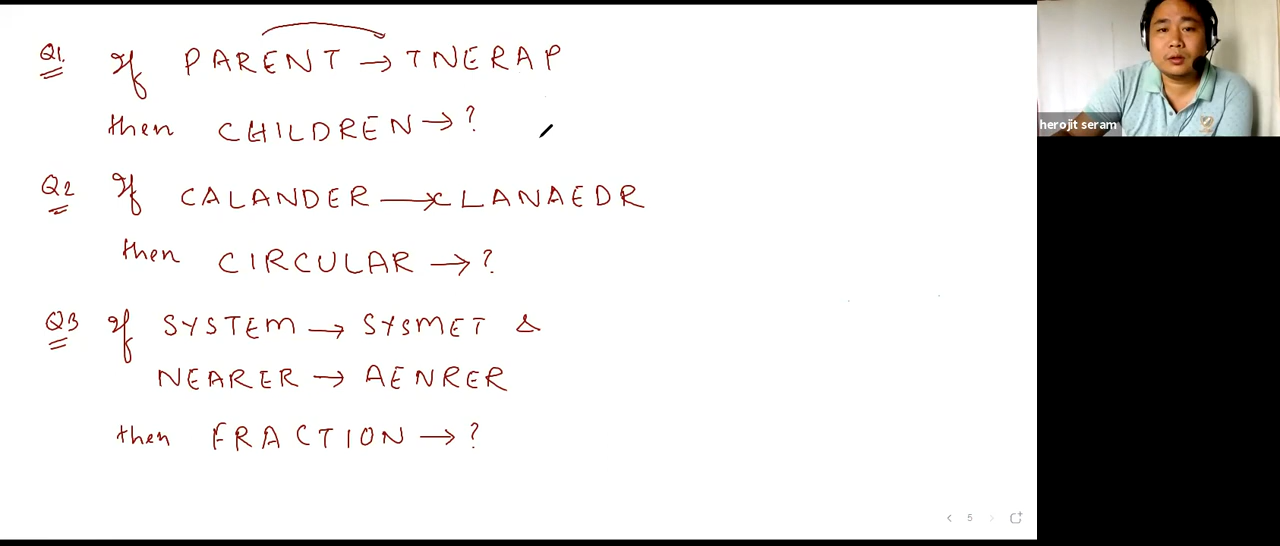 Q1. If PARENT → TNERAP
then CHILDREN → ?
Q2 If CALANDER → CLANAEDR
then CIRCULAR → ?
Q3 If SYSTEM → SYSMET &
NEARER → AENRER
then FRACTION → ?
herojit seram
5